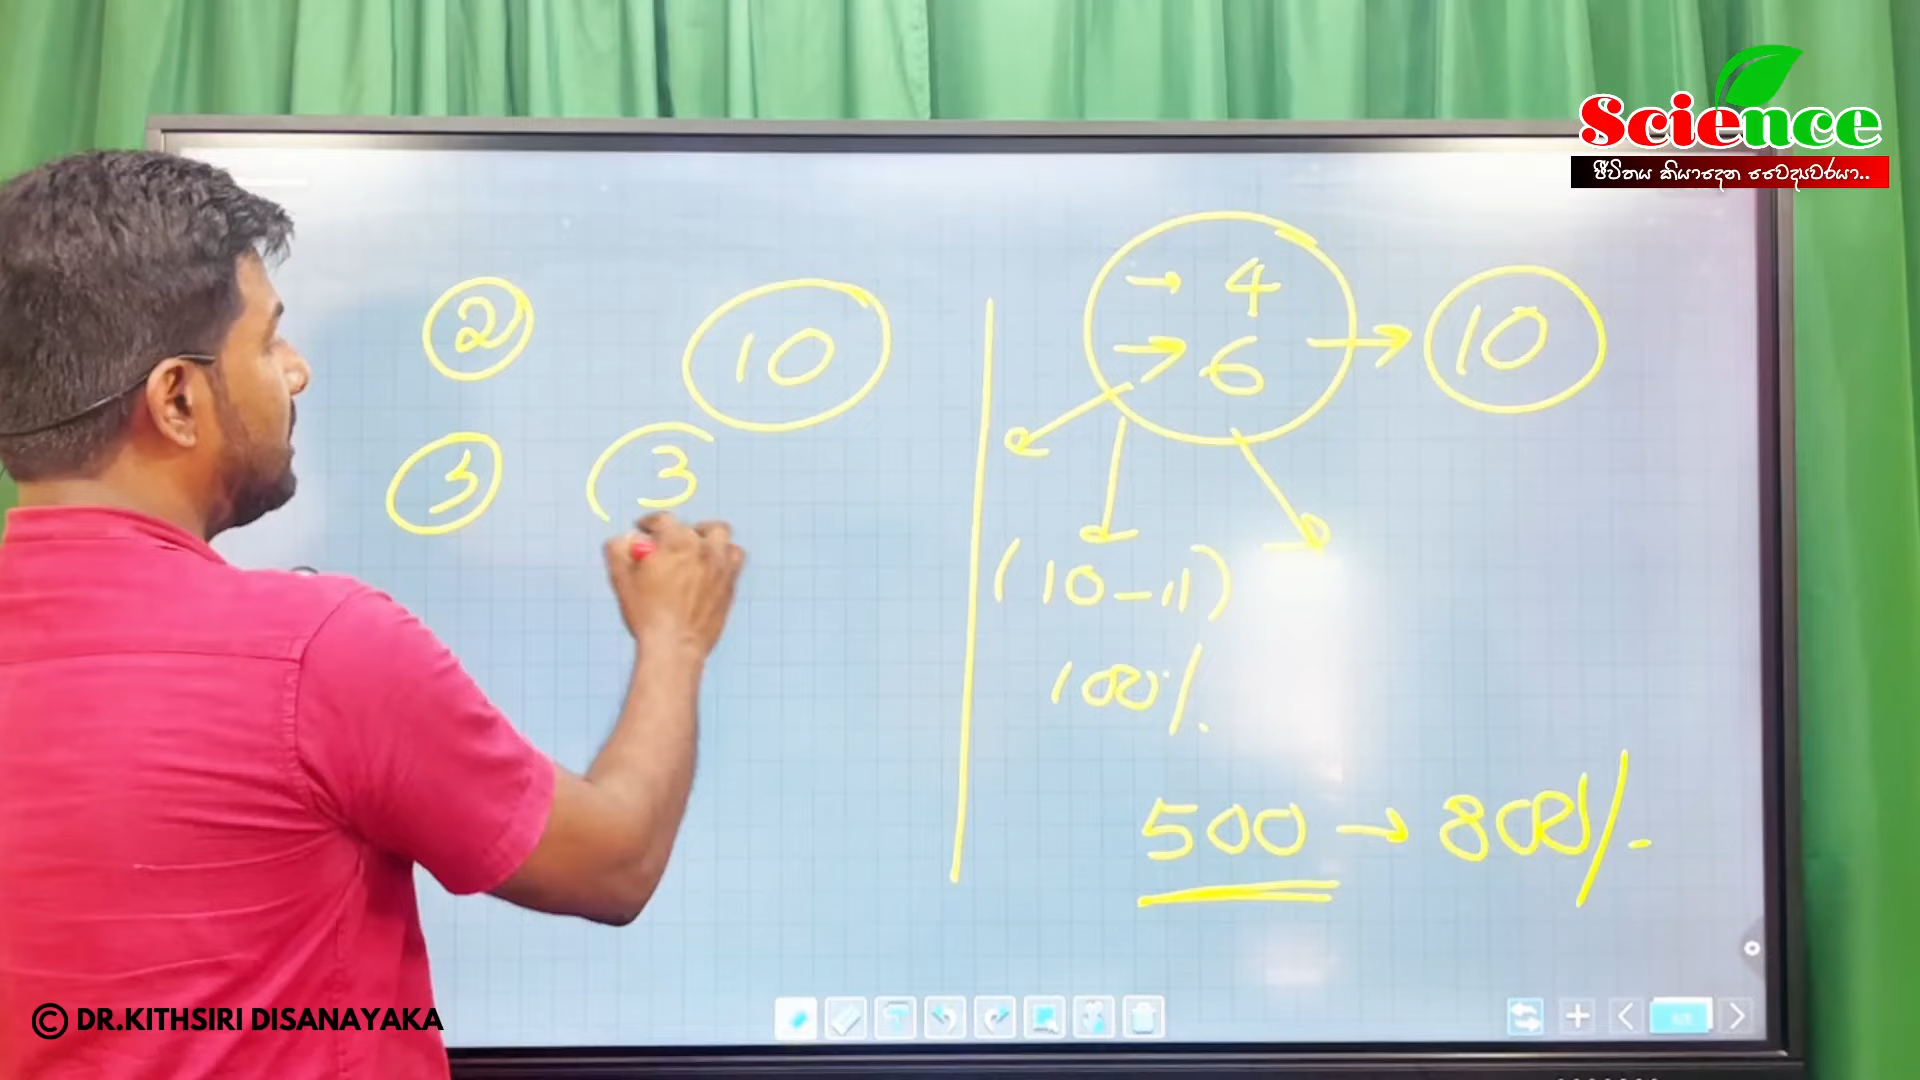 Science
ජීවිතය කියාදෙන වෛද්‍යවරයා..
2 10
3 3
→ 4
→ 6 → 10
(10-11)
100%
500 → 800/-
© DR.KITHSIRI DISANAYAKA